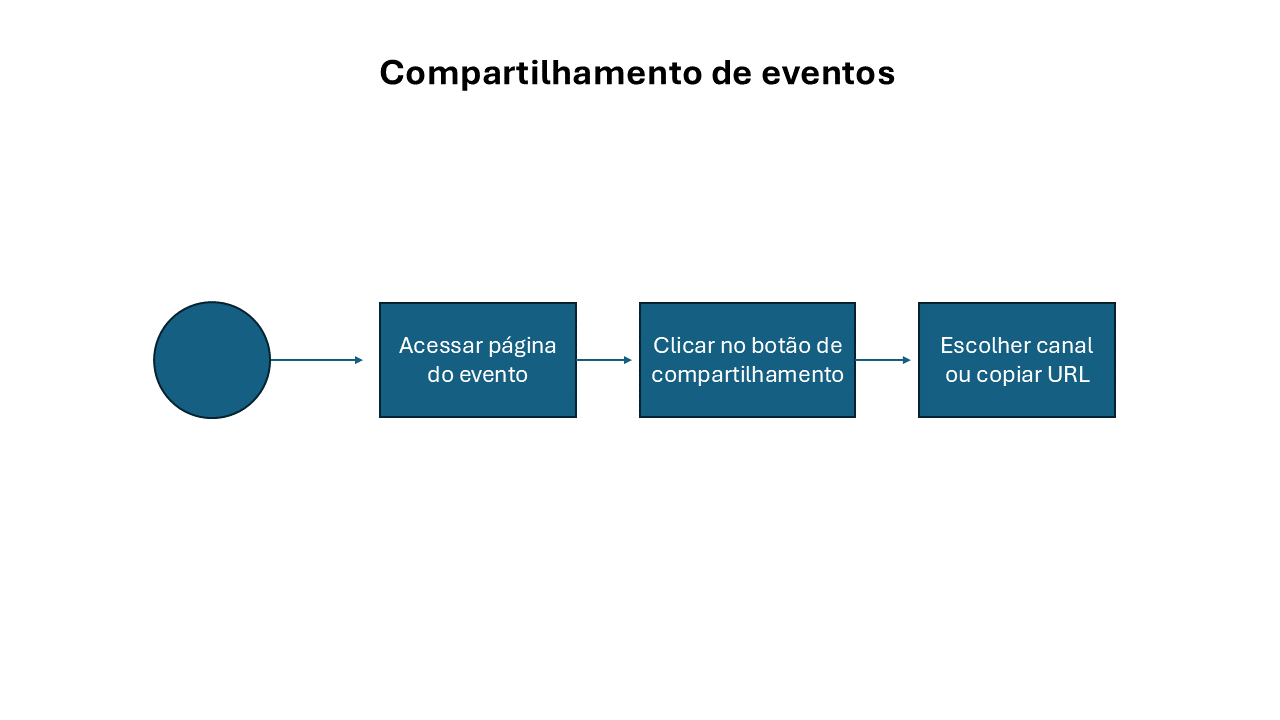 Compartilhamento de eventos
Acessar página
do evento
Clicar no botão de
compartilhamento
Escolher canal
ou copiar URL